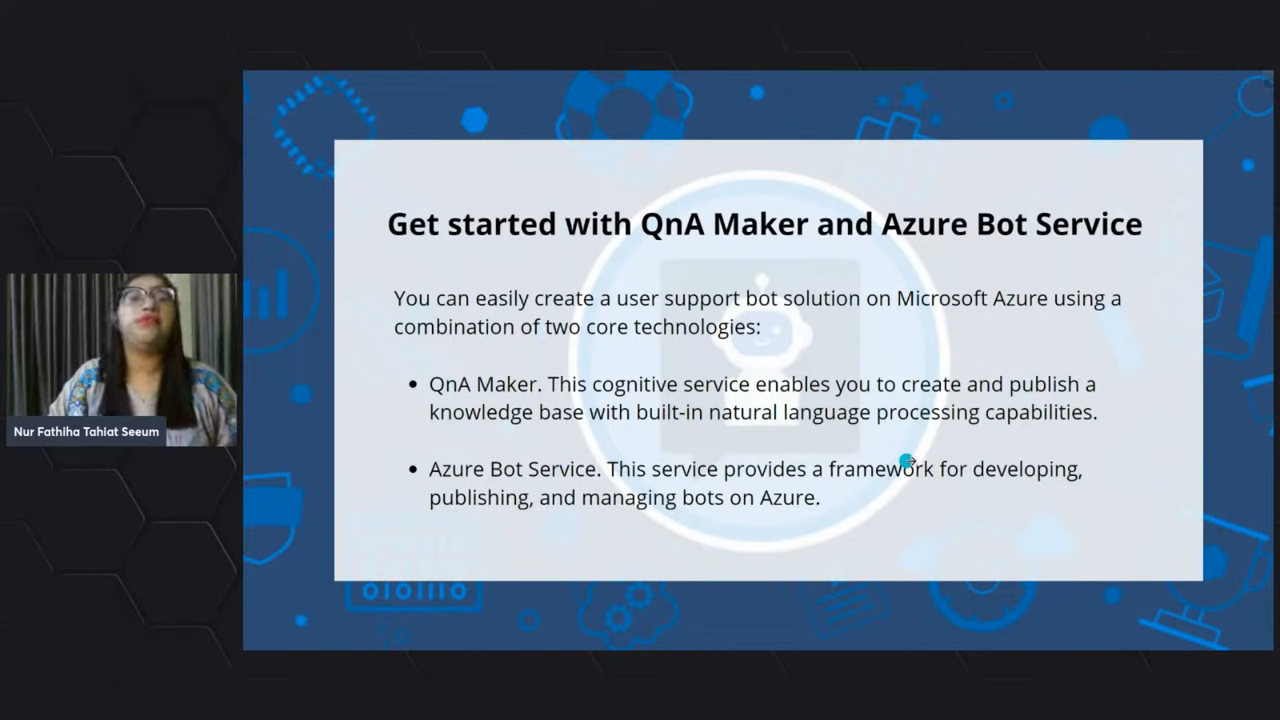 Get started with QnA Maker and Azure Bot Service
You can easily create a user support bot solution on Microsoft Azure using a
combination of two core technologies:
• QnA Maker. This cognitive service enables you to create and publish a
knowledge base with built-in natural language processing capabilities.
• Azure Bot Service. This service provides a framework for developing,
publishing, and managing bots on Azure.
Nur Fathiha Tahiat Seeum
010110